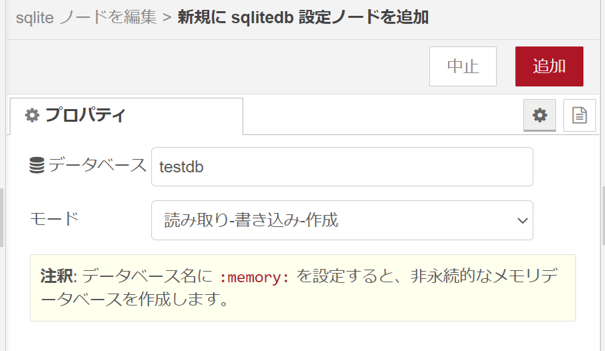 sqlite ノードを編集 > 新規に sqlitedb 設定ノードを追加
中止 追加
プロパティ
データベース testdb
モード 読み取り-書き込み-作成
注釈: データベース名に :memory: を設定すると、非永続的なメモリデ
ータベースを作成します。